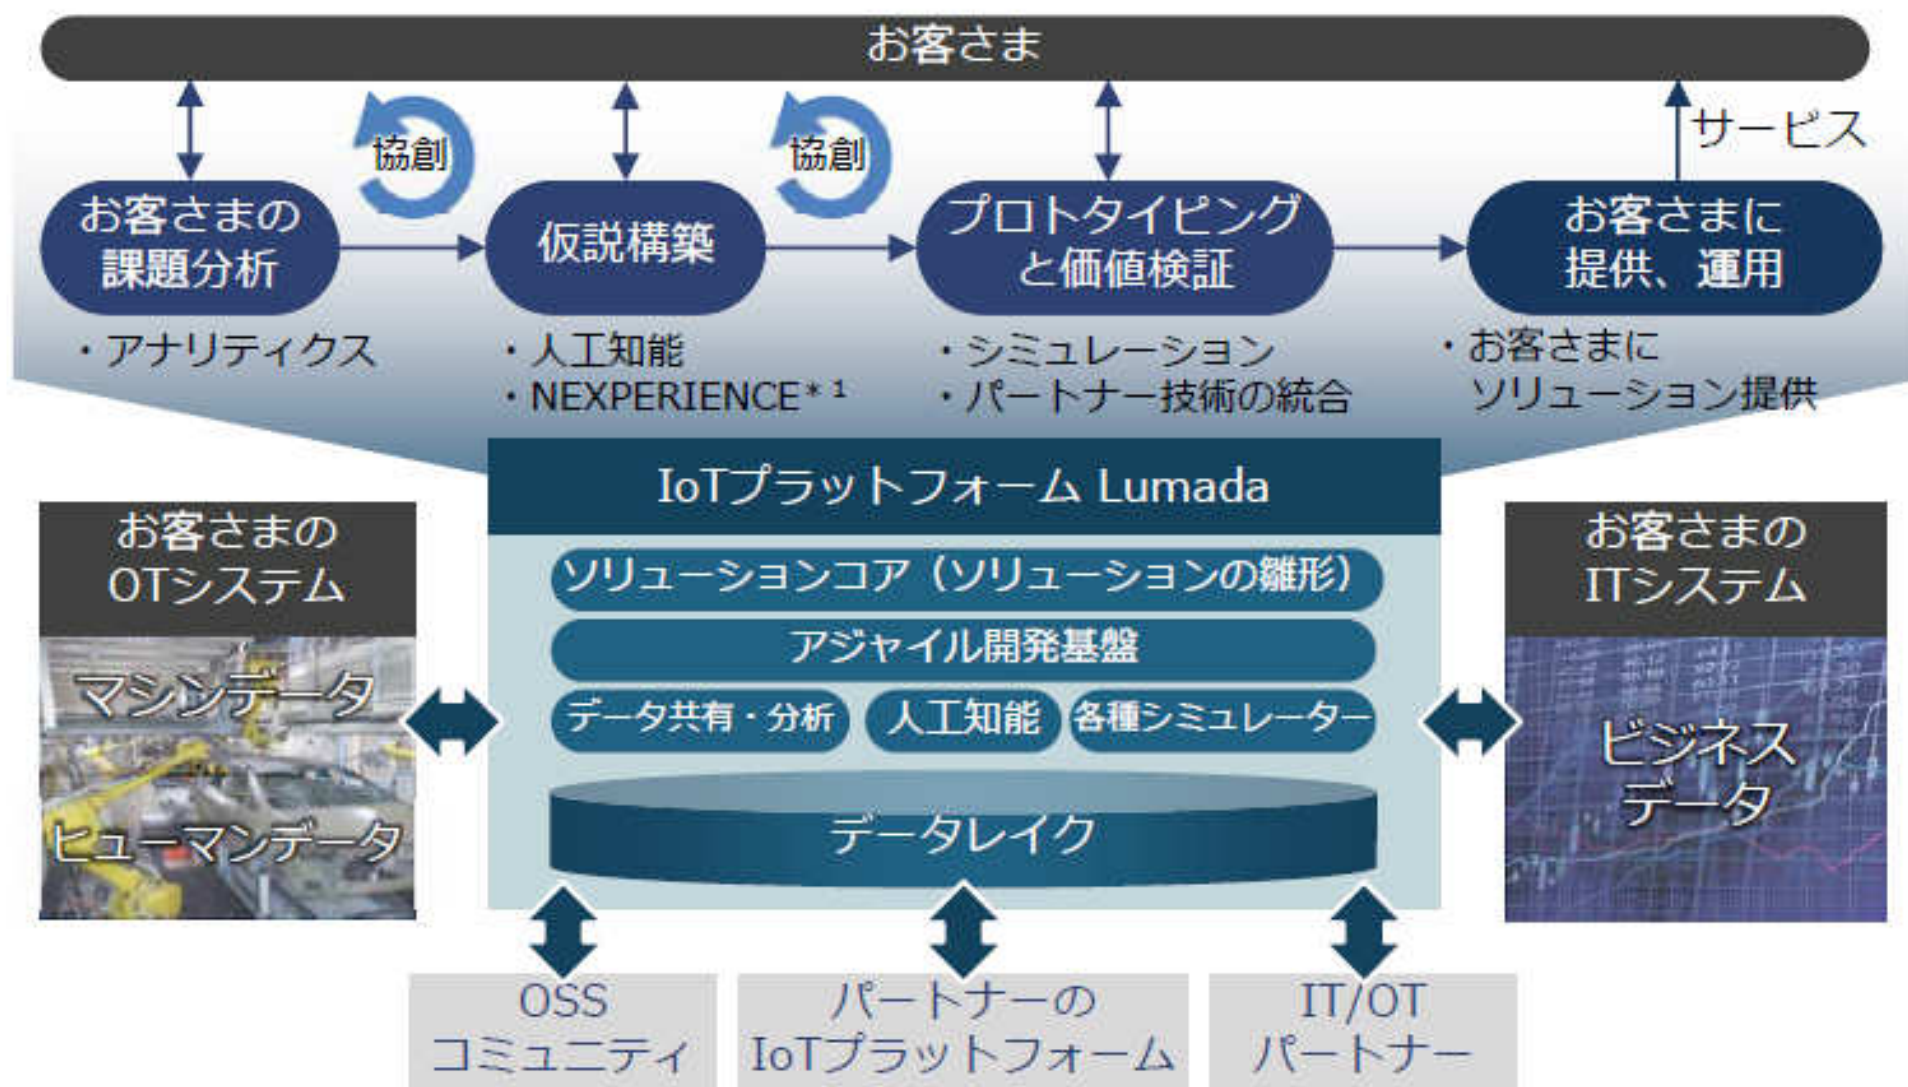 お客さま
協創
協創
サービス
お客さまの
課題分析
仮説構築
プロトタイピング
と価値検証
お客さまに
提供、運用
・アナリティクス
・人工知能
・NEXPERIENCE*1
・シミュレーション
・パートナー技術の統合
・お客さまに
ソリューション提供
IoTプラットフォーム Lumada
お客さまの
OTシステム
マシンデータ
ヒューマンデータ
ソリューションコア（ソリューションの雛形）
アジャイル開発基盤
データ共有・分析
人工知能
各種シミュレーター
データレイク
お客さまの
ITシステム
ビジネス
データ
OSS
コミュニティ
パートナーの
IoTプラットフォーム
IT/OT
パートナー